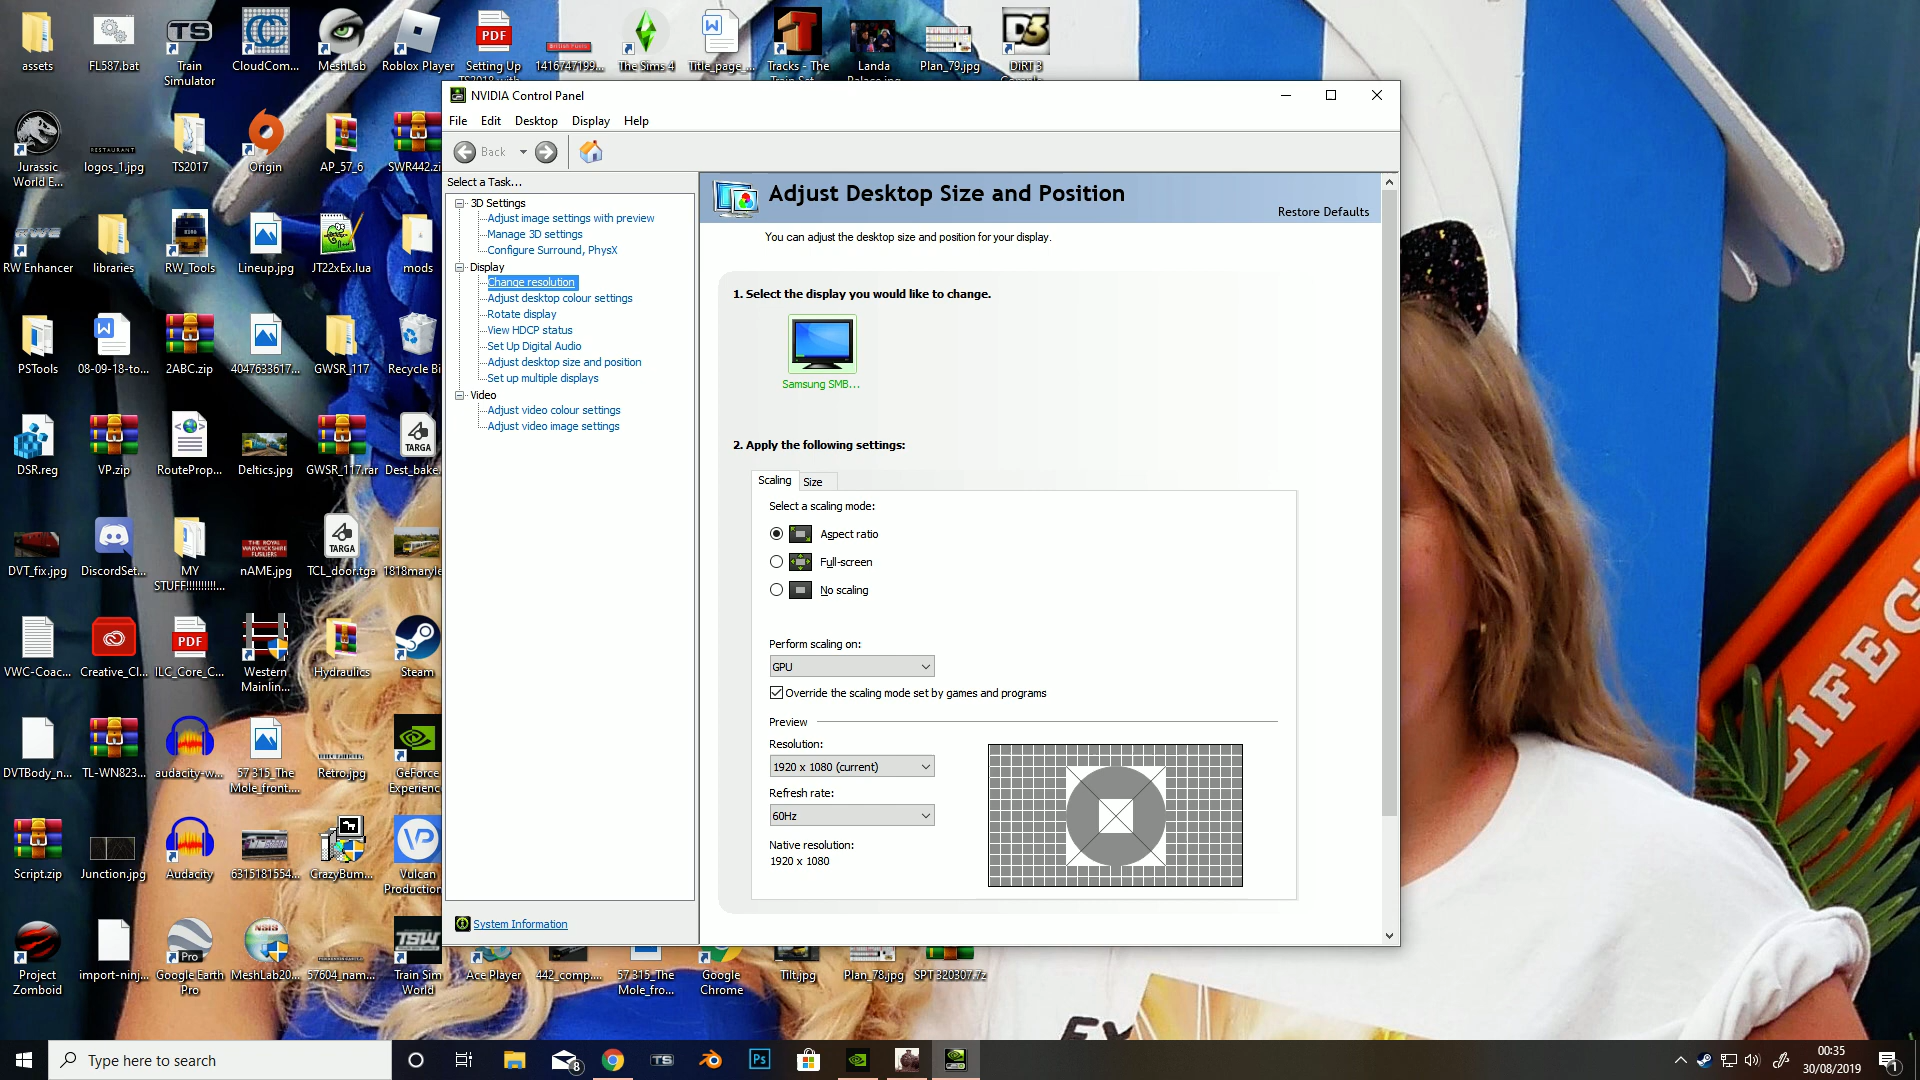 assets
FL587.bat
Train
Simulator
CloudCom...
MeshLab
Roblox Player
Setting Up
TS2018 with
1416747199...
The Sims 4
Title_page_...
Tracks - The
Train Set
Landa
Palace.jpg
Plan_79.jpg
DiRT 3
Jurassic
World E...
logos_1.jpg
TS2017
Origin
AP_57_6
SWR442.zi
RW Enhancer
libraries
RW_Tools
Lineup.jpg
JT22xEx.lua
mods
PSTools
08-09-18-to...
2ABC.zip
4047633617...
GWSR_117
Recycle Bi
DSR.reg
VP.zip
RouteProp...
Deltics.jpg
GWSR_117.rar
Dest_bake.
DVT_fix.jpg
DiscordSet...
MY
STUFF!!!!!!!!!!...
nAME.jpg
TCL_door.tga
1818maryle
VWC-Coac...
Creative_Cl...
ILC_Core_C...
Western
Mainlin...
Hydraulics
Steam
DVTBody_n...
TL-WN823...
audacity-w...
57 315_The
Mole_front....
Retro.jpg
GeForce
Experience
Script.zip
Junction.jpg
Audacity
6315181554...
CrazyBum...
Vulcan
Production
Project
Zomboid
import-ninj...
Google Earth
Pro
MeshLab20...
57604_nam...
Train Sim
World
Ace Player
442_comp....
57 315_The
Mole_fro...
Google
Chrome
Tilt.jpg
Plan_78.jpg
SPT 320307.7z
NVIDIA Control Panel
File Edit Desktop Display Help
Back
Select a Task...
3D Settings
Adjust image settings with preview
Manage 3D settings
Configure Surround, PhysX
Display
Change resolution
Adjust desktop colour settings
Rotate display
View HDCP status
Set Up Digital Audio
Adjust desktop size and position
Set up multiple displays
Video
Adjust video colour settings
Adjust video image settings
System Information
Adjust Desktop Size and Position
Restore Defaults
You can adjust the desktop size and position for your display.
1. Select the display you would like to change.
Samsung SMB...
2. Apply the following settings:
Scaling Size
Select a scaling mode:
Aspect ratio
Full-screen
No scaling
Perform scaling on:
GPU
Override the scaling mode set by games and programs
Preview
Resolution:
1920 x 1080 (current)
Refresh rate:
60Hz
Native resolution:
1920 x 1080
LIFEG
EX
Type here to search
8
TS
Ps
00:35
30/08/2019
1